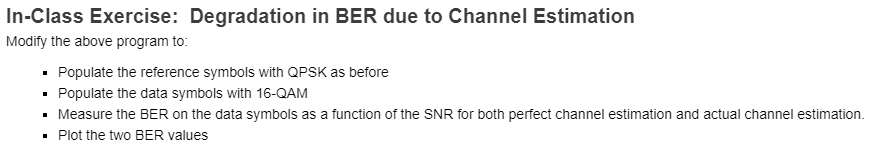 In-Class Exercise: Degradation in BER due to Channel Estimation
Modify the above program to:
▪ Populate the reference symbols with QPSK as before
▪ Populate the data symbols with 16-QAM
▪ Measure the BER on the data symbols as a function of the SNR for both perfect channel estimation and actual channel estimation.
▪ Plot the two BER values